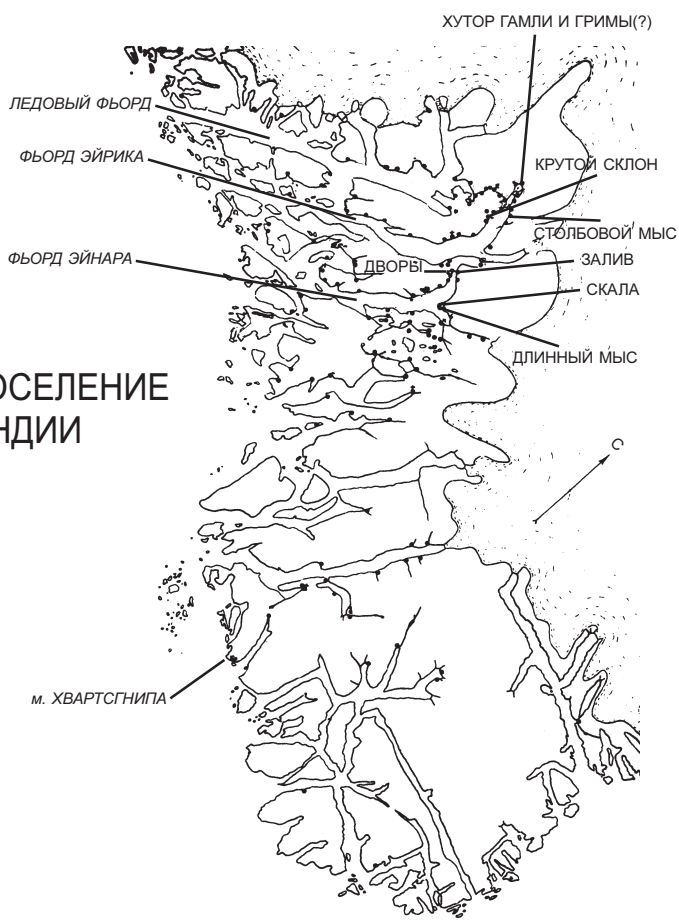 ХУТОР ГАМЛИ И ГРИМЫ(?)
ЛЕДОВЫЙ ФЬОРД
ФЬОРД ЭЙРИКА
КРУТОЙ СКЛОН
СТОЛБОВОЙ МЫС
ФЬОРД ЭЙНАРА
ДВОРЫ
ЗАЛИВ
СКАЛА
ДЛИННЫЙ МЫС
ОСЕЛЕНИЕ
НДИИ
С
м. ХВАРТСГНИПА